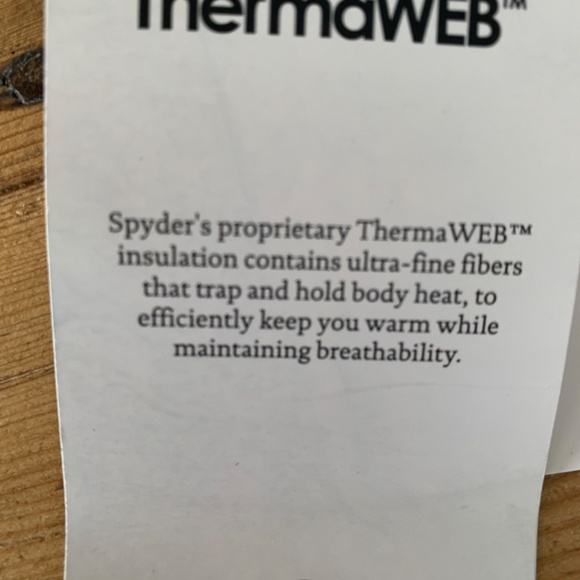 ThermaWEB™
Spyder's proprietary ThermaWEB™
insulation contains ultra-fine fibers
that trap and hold body heat, to
efficiently keep you warm while
maintaining breathability.